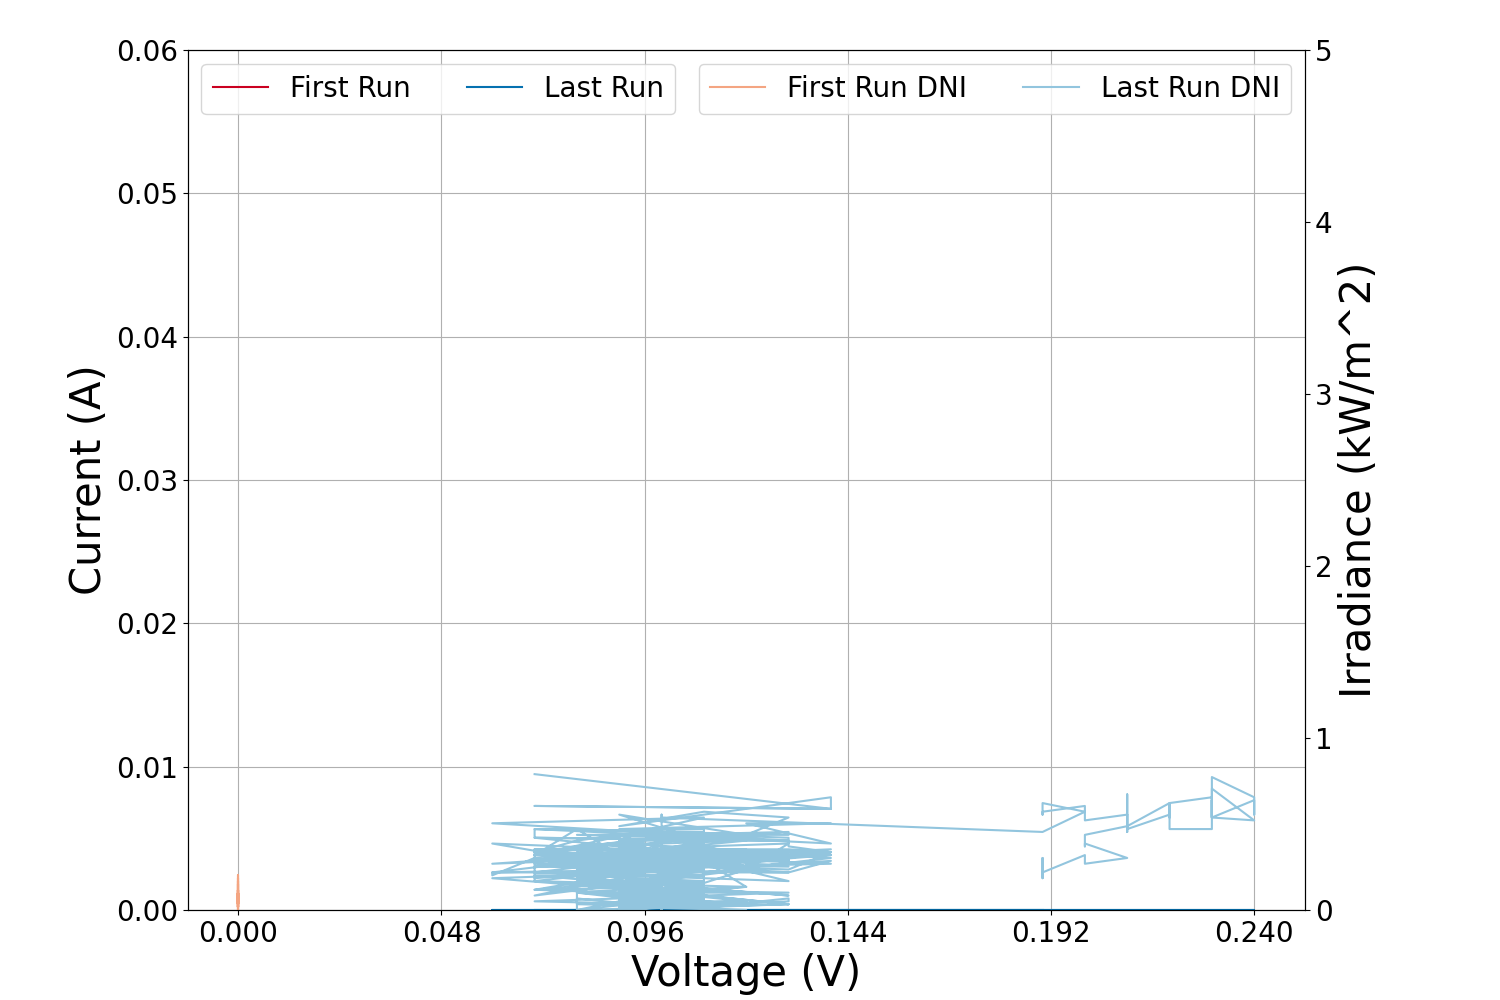 First Run
Last Run
First Run DNI
Last Run DNI
0.06
0.05
0.04
0.03
0.02
0.01
0.00
Current (A)
5
4
3
2
1
0
Irradiance (kW/m^2)
0.000
0.048
0.096
0.144
0.192
0.240
Voltage (V)